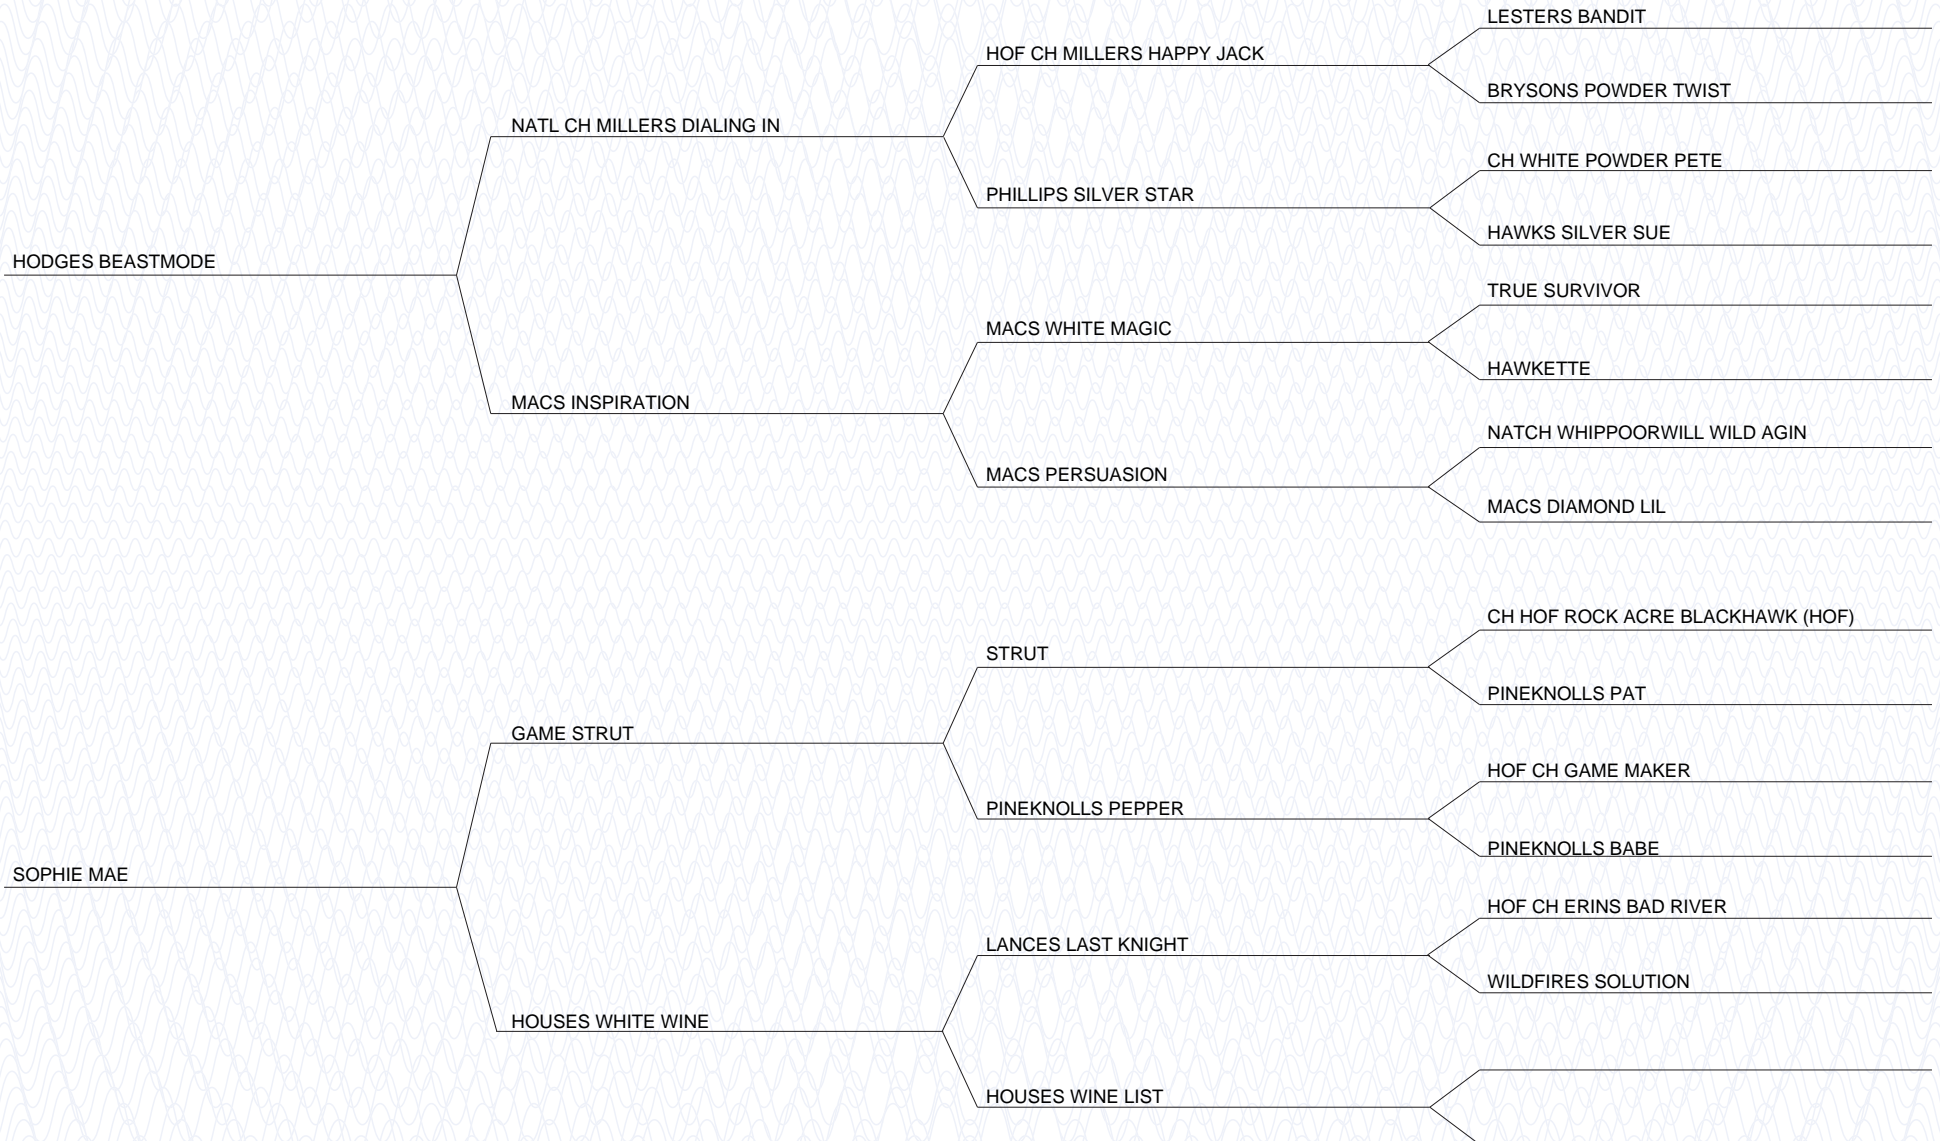 LESTERS BANDIT
HOF CH MILLERS HAPPY JACK
BRYSONS POWDER TWIST
NATL CH MILLERS DIALING IN
CH WHITE POWDER PETE
PHILLIPS SILVER STAR
HAWKS SILVER SUE
HODGES BEASTMODE
TRUE SURVIVOR
MACS WHITE MAGIC
HAWKETTE
MACS INSPIRATION
NATCH WHIPPOORWILL WILD AGIN
MACS PERSUASION
MACS DIAMOND LIL
CH HOF ROCK ACRE BLACKHAWK (HOF)
STRUT
PINEKNOLLS PAT
GAME STRUT
HOF CH GAME MAKER
PINEKNOLLS PEPPER
PINEKNOLLS BABE
SOPHIE MAE
HOF CH ERINS BAD RIVER
LANCES LAST KNIGHT
WILDFIRES SOLUTION
HOUSES WHITE WINE
HOUSES WINE LIST